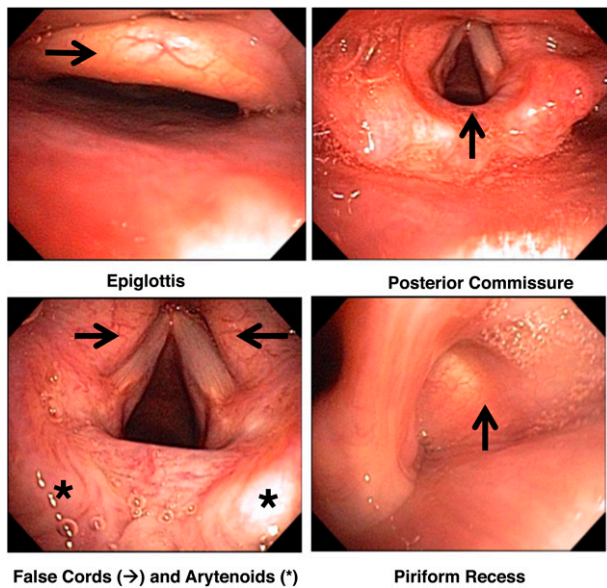 Epiglottis
Posterior Commissure
False Cords (→) and Arytenoids (*)
Piriform Recess